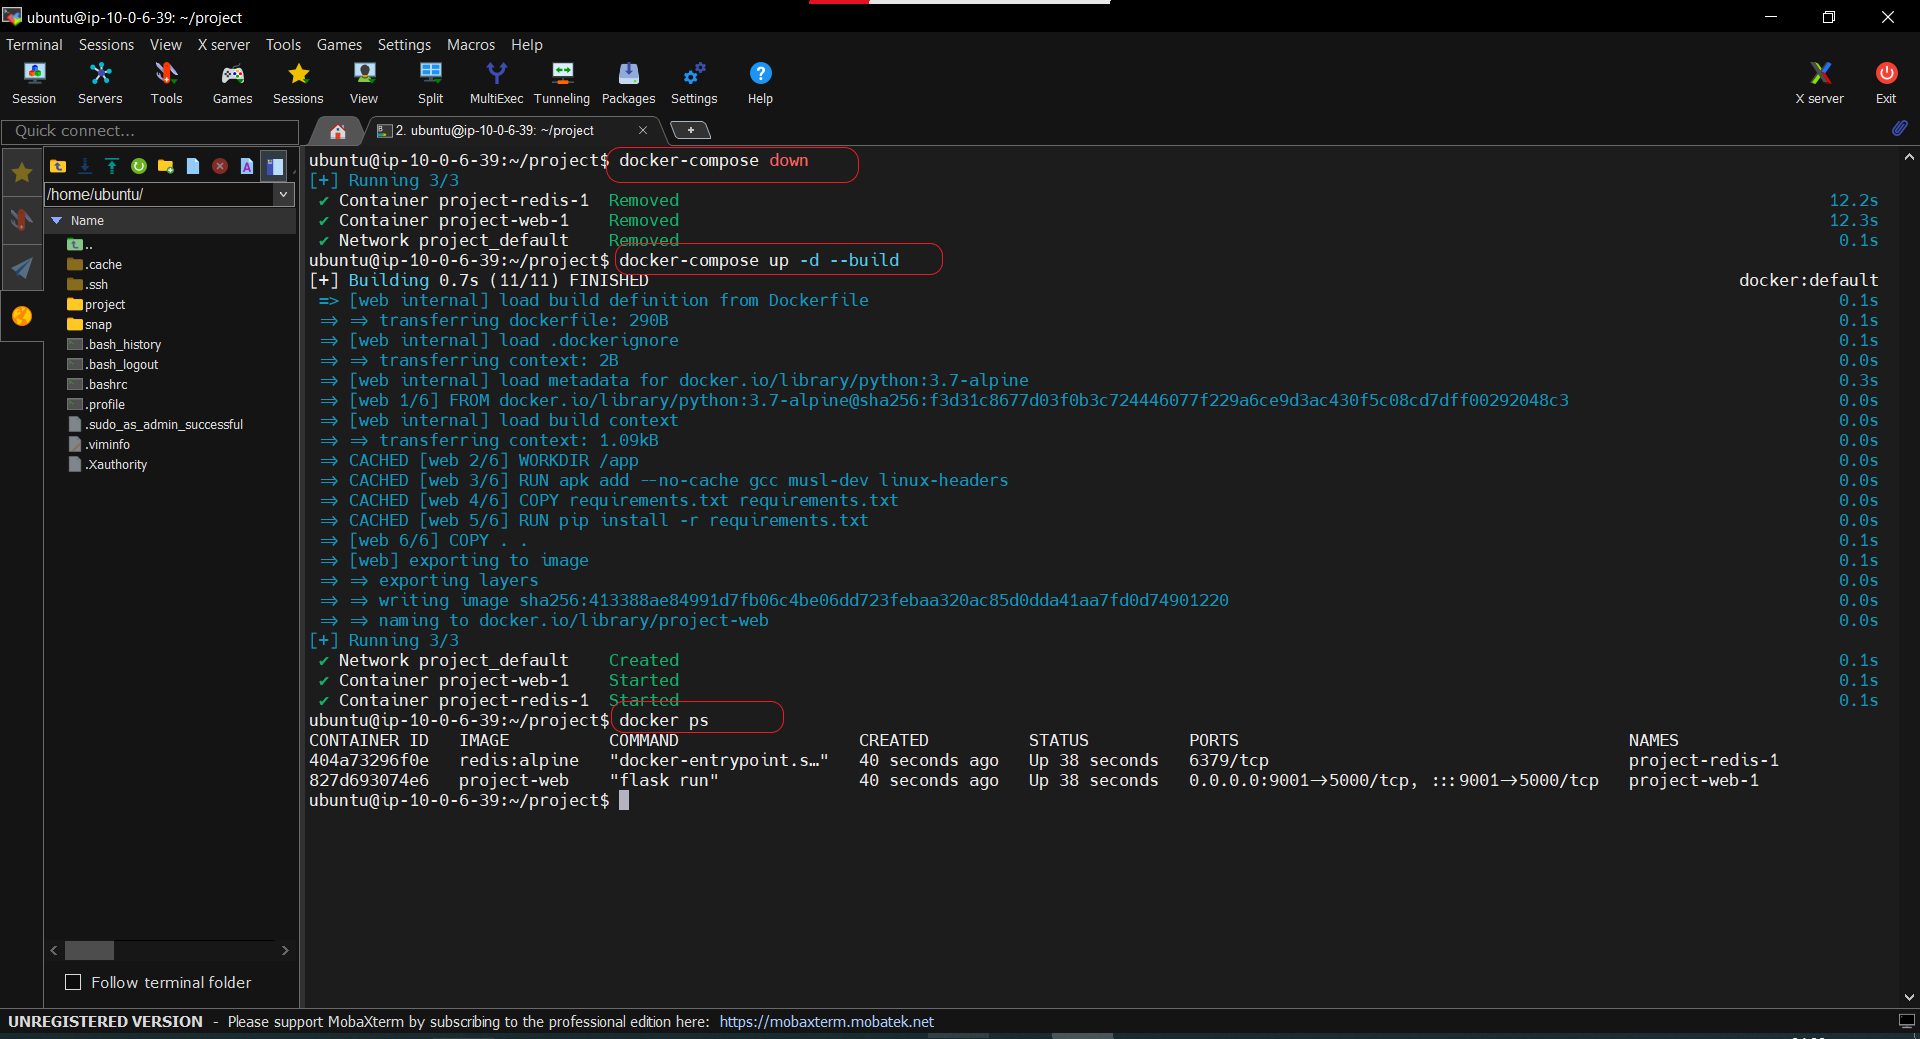 ubuntu@ip-10-0-6-39: ~/project
Terminal Sessions View X server Tools Games Settings Macros Help
Session Servers Tools Games Sessions View Split MultiExec Tunneling Packages Settings Help X server Exit
Quick connect...
2. ubuntu@ip-10-0-6-39: ~/project
/home/ubuntu/
Name
..
.cache
.ssh
project
snap
.bash_history
.bash_logout
.bashrc
.profile
.sudo_as_admin_successful
.viminfo
.Xauthority
Follow terminal folder
ubuntu@ip-10-0-6-39:~/project$ docker-compose down
[+] Running 3/3
✔ Container project-redis-1 Removed 12.2s
✔ Container project-web-1 Removed 12.3s
✔ Network project_default Removed 0.1s
ubuntu@ip-10-0-6-39:~/project$ docker-compose up -d --build
[+] Building 0.7s (11/11) FINISHED docker:default
=> [web internal] load build definition from Dockerfile 0.1s
=> => transferring dockerfile: 290B 0.1s
=> [web internal] load .dockerignore 0.1s
=> => transferring context: 2B 0.0s
=> [web internal] load metadata for docker.io/library/python:3.7-alpine 0.3s
=> [web 1/6] FROM docker.io/library/python:3.7-alpine@sha256:f3d31c8677d03f0b3c724446077f229a6ce9d3ac430f5c08cd7dff00292048c3 0.0s
=> [web internal] load build context 0.0s
=> => transferring context: 1.09kB 0.0s
=> CACHED [web 2/6] WORKDIR /app 0.0s
=> CACHED [web 3/6] RUN apk add --no-cache gcc musl-dev linux-headers 0.0s
=> CACHED [web 4/6] COPY requirements.txt requirements.txt 0.0s
=> CACHED [web 5/6] RUN pip install -r requirements.txt 0.0s
=> [web 6/6] COPY . . 0.1s
=> [web] exporting to image 0.1s
=> => exporting layers 0.0s
=> => writing image sha256:413388ae84991d7fb06c4be06dd723febaa320ac85d0dda41aa7fd0d74901220 0.0s
=> => naming to docker.io/library/project-web 0.0s
[+] Running 3/3
✔ Network project_default Created 0.1s
✔ Container project-web-1 Started 0.1s
✔ Container project-redis-1 Started 0.1s
ubuntu@ip-10-0-6-39:~/project$ docker ps
CONTAINER ID IMAGE COMMAND CREATED STATUS PORTS NAMES
404a73296f0e redis:alpine "docker-entrypoint.s…" 40 seconds ago Up 38 seconds 6379/tcp project-redis-1
827d693074e6 project-web "flask run" 40 seconds ago Up 38 seconds 0.0.0.0:9001->5000/tcp, :::9001->5000/tcp project-web-1
ubuntu@ip-10-0-6-39:~/project$
UNREGISTERED VERSION - Please support MobaXterm by subscribing to the professional edition here: https://mobaxterm.mobatek.net